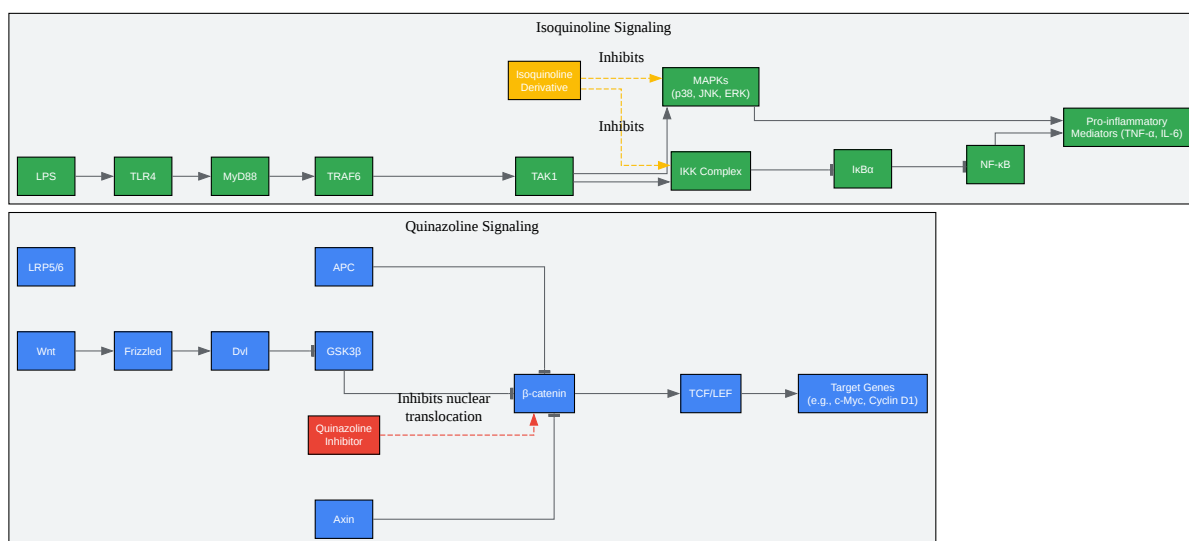 Isoquinoline Signaling
Inhibits
Isoquinoline
Derivative
MAPKs
(p38, JNK, ERK)
Inhibits
Pro-inflammatory
Mediators (TNF-α, IL-6)
LPS
TLR4
MyD88
TRAF6
TAK1
IKK Complex
IκBα
NF-κB
Quinazoline Signaling
LRP5/6
APC
Wnt
Frizzled
Dvl
GSK3β
β-catenin
TCF/LEF
Target Genes
(e.g., c-Myc, Cyclin D1)
Inhibits nuclear
translocation
Quinazoline
Inhibitor
Axin